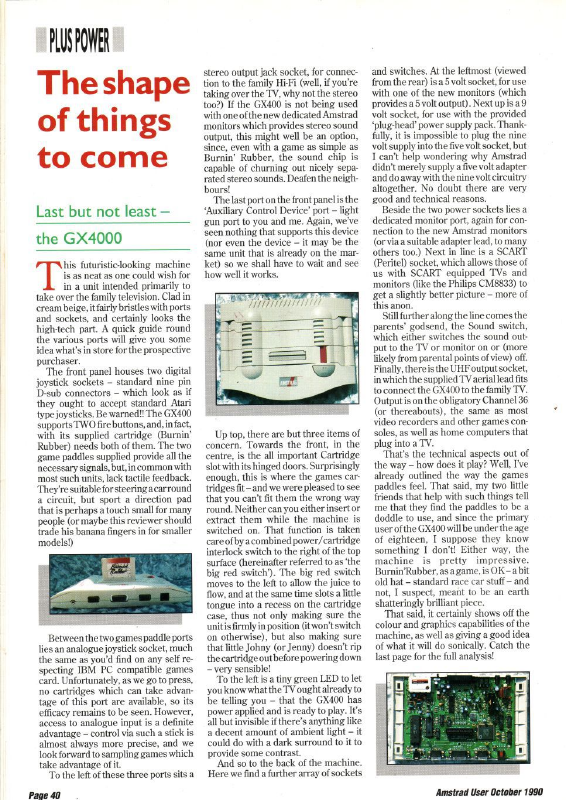 PLUS POWER
The shape
of things
to come
Last but not least –
the GX4000
This futuristic-looking machine
is as neat as one could wish for
in a unit intended primarily to
take over the family television. Clad in
cream beige, it fairly bristles with ports
and sockets, and certainly looks the
high-tech part. A quick guide round
the various ports will give you some
idea what's in store for the prospective
purchaser.
The front panel houses two digital
joystick sockets – standard nine pin
D-sub connectors – which look as if
they ought to accept standard Atari
type joysticks. Be warned!! The GX400
supports TWO fire buttons, and, in fact,
with its supplied cartridge (Burnin'
Rubber) needs both of them. The two
game paddles supplied provide all the
necessary signals, but, in common with
most such units, lack tactile feedback.
They're suitable for steering a car round
a circuit, but sport a direction pad
that is perhaps a touch small for many
people (or maybe this reviewer should
trade his banana fingers in for smaller
models!)
Between the two games paddle ports
lies an analogue joystick socket, much
the same as you'd find on any self re-
specting IBM PC compatible games
card. Unfortunately, as we go to press,
no cartridges which can take advan-
tage of this port are available, so its
efficacy remains to be seen. However,
access to analogue input is a definite
advantage – control via such a stick is
almost always more precise, and we
look forward to sampling games which
take advantage of it.
To the left of these three ports sits a
stereo output jack socket, for connec-
tion to the family Hi-Fi (well, if you're
taking over the TV, why not the stereo
too?) If the GX400 is not being used
with one of the new dedicated Amstrad
monitors which provides stereo sound
output, this might well be an option,
since, even with a game as simple as
Burnin' Rubber, the sound chip is
capable of churning out nicely sepa-
rated stereo sounds. Deafen the neigh-
bours!
The last port on the front panel is the
'Auxiliary Control Device' port – light
gun port to you and me. Again, we've
seen nothing that supports this device
(nor even the device – it may be the
same unit that is already on the mar-
ket) so we shall have to wait and see
how well it works.
Up top, there are but three items of
concern. Towards the front, in the
centre, is the all important Cartridge
slot with its hinged doors. Surprisingly
enough, this is where the games car-
tridges fit – and we were pleased to see
that you can't fit them the wrong way
round. Neither can you either insert or
extract them while the machine is
switched on. That function is taken
care of by a combined power/cartridge
interlock switch to the right of the top
surface (hereinafter referred to as 'the
big red switch'). The big red switch
moves to the left to allow the juice to
flow, and at the same time slots a little
tongue into a recess on the cartridge
case, thus not only making sure the
unit is firmly in position (it won't switch
on otherwise), but also making sure
that little Johny (or Jenny) doesn't rip
the cartridge out before powering down
– very sensible!
To the left is a tiny green LED to let
you know what the TV ought already to
be telling you – that the GX400 has
power applied and is ready to play. It's
all but invisible if there's anything like
a decent amount of ambient light – it
could do with a dark surround to it to
provide some contrast.
And so to the back of the machine.
Here we find a further array of sockets
and switches. At the leftmost (viewed
from the rear) is a 5 volt socket, for use
with one of the new monitors (which
provides a 5 volt output). Next up is a 9
volt socket, for use with the provided
'plug-head' power supply pack. Thank-
fully, it is impossible to plug the nine
volt supply into the five volt socket, but
I can't help wondering why Amstrad
didn't merely supply a five volt adapter
and do away with the nine volt circuitry
altogether. No doubt there are very
good and technical reasons.
Beside the two power sockets lies a
dedicated monitor port, again for con-
nection to the new Amstrad monitors
(or via a suitable adapter lead, to many
others too.) Next in line is a SCART
(Peritel) socket, which allows those of
us with SCART equipped TVs and
monitors (like the Philips CM8833) to
get a slightly better picture – more of
this anon.
Still further along the line comes the
parents' godsend, the Sound switch,
which either switches the sound out-
put to the TV or monitor on or (more
likely from parental points of view) off.
Finally, there is the UHF output socket,
in which the supplied TV aerial lead fits
to connect the GX400 to the family TV.
Output is on the obligatory Channel 36
(or thereabouts), the same as most
video recorders and other games con-
soles, as well as home computers that
plug into a TV.
That's the technical aspects out of
the way – how does it play? Well, I've
already outlined the way the games
paddles feel. That said, my two little
friends that help with such things tell
me that they find the paddles to be a
doddle to use, and since the primary
user of the GX400 will be under the age
of eighteen, I suppose they know
something I don't! Either way, the
machine is pretty impressive.
Burnin'Rubber, as a game, is OK – a bit
old hat – standard race car stuff – and
not, I suspect, meant to be an earth
shatteringly brilliant piece.
That said, it certainly shows off the
colour and graphics capabilities of the
machine, as well as giving a good idea
of what it will do sonically. Catch the
last page for the full analysis!
Page 40
Amstrad User October 1990